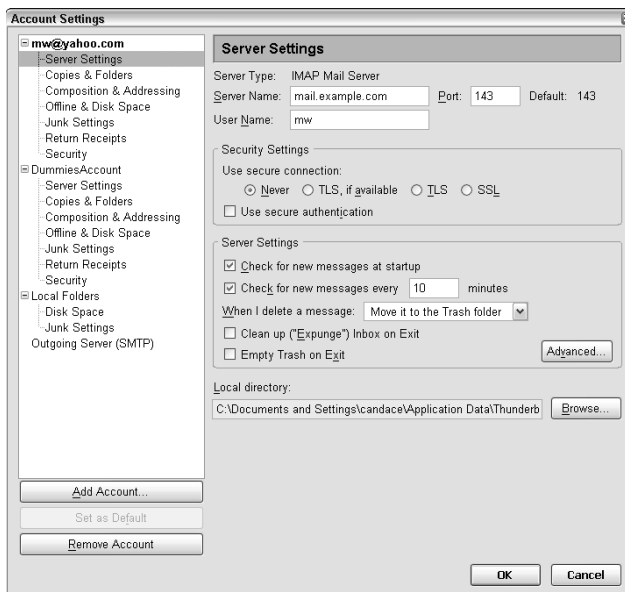 Account Settings
mw@yahoo.com
Server Settings
Copies & Folders
Composition & Addressing
Offline & Disk Space
Junk Settings
Return Receipts
Security
DummiesAccount
Server Settings
Copies & Folders
Composition & Addressing
Offline & Disk Space
Junk Settings
Return Receipts
Security
Local Folders
Disk Space
Junk Settings
Outgoing Server (SMTP)
Add Account...
Set as Default
Remove Account
Server Settings
Server Type: IMAP Mail Server
Server Name: mail.example.com Port: 143 Default: 143
User Name: mw
Security Settings
Use secure connection:
Never TLS, if available TLS SSL
Use secure authentication
Server Settings
Check for new messages at startup
Check for new messages every 10 minutes
When I delete a message: Move it to the Trash folder
Clean up ("Expunge") Inbox on Exit
Empty Trash on Exit
Advanced...
Local directory:
C:\Documents and Settings\candace\Application Data\Thunderb Browse...
OK Cancel